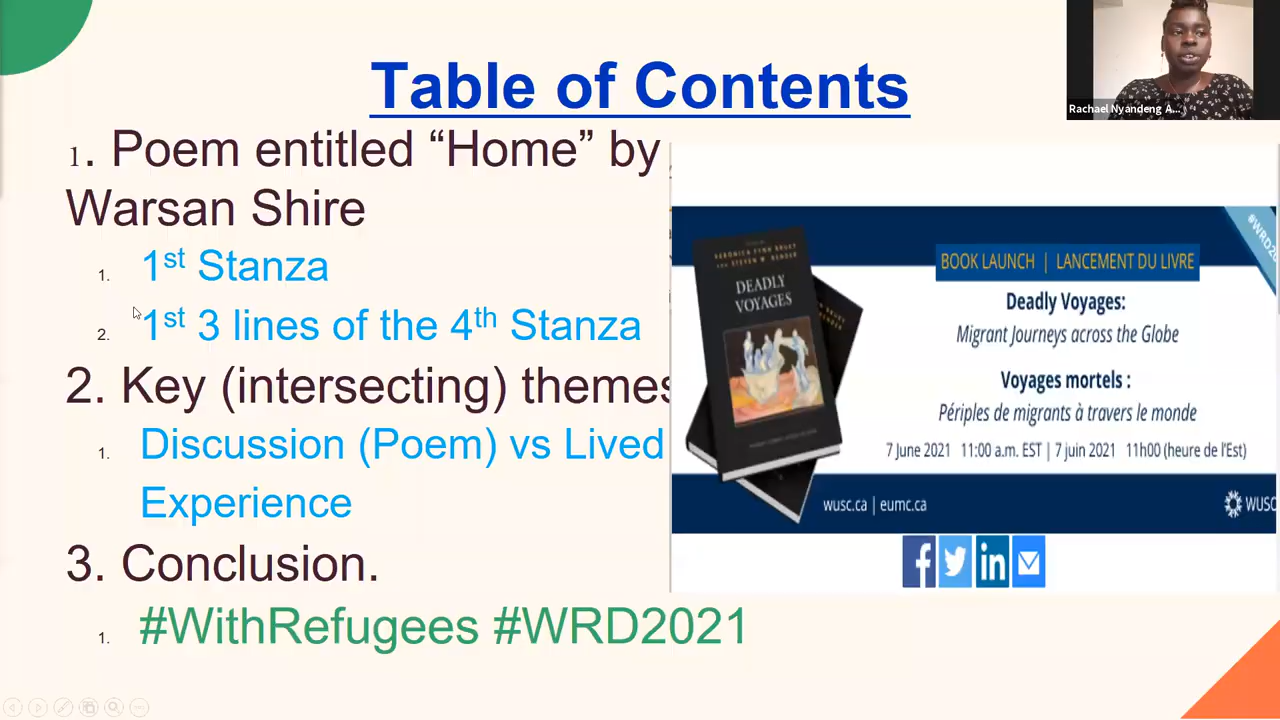 Table of Contents
1. Poem entitled “Home” by
Warsan Shire
1. 1st Stanza
2. 1st 3 lines of the 4th Stanza
2. Key (intersecting) themes
1. Discussion (Poem) vs Lived
Experience
3. Conclusion.
1. #WithRefugees #WRD2021
Rachael Nyandeng A...
DEADLY
VOYAGES
BOOK LAUNCH | LANCEMENT DU LIVRE
Deadly Voyages:
Migrant Journeys across the Globe
Voyages mortels :
Périples de migrants à travers le monde
7 June 2021 11:00 a.m. EST | 7 juin 2021 11h00 (heure de l'Est)
wusc.ca | eumc.ca
WUSC
#WRD20